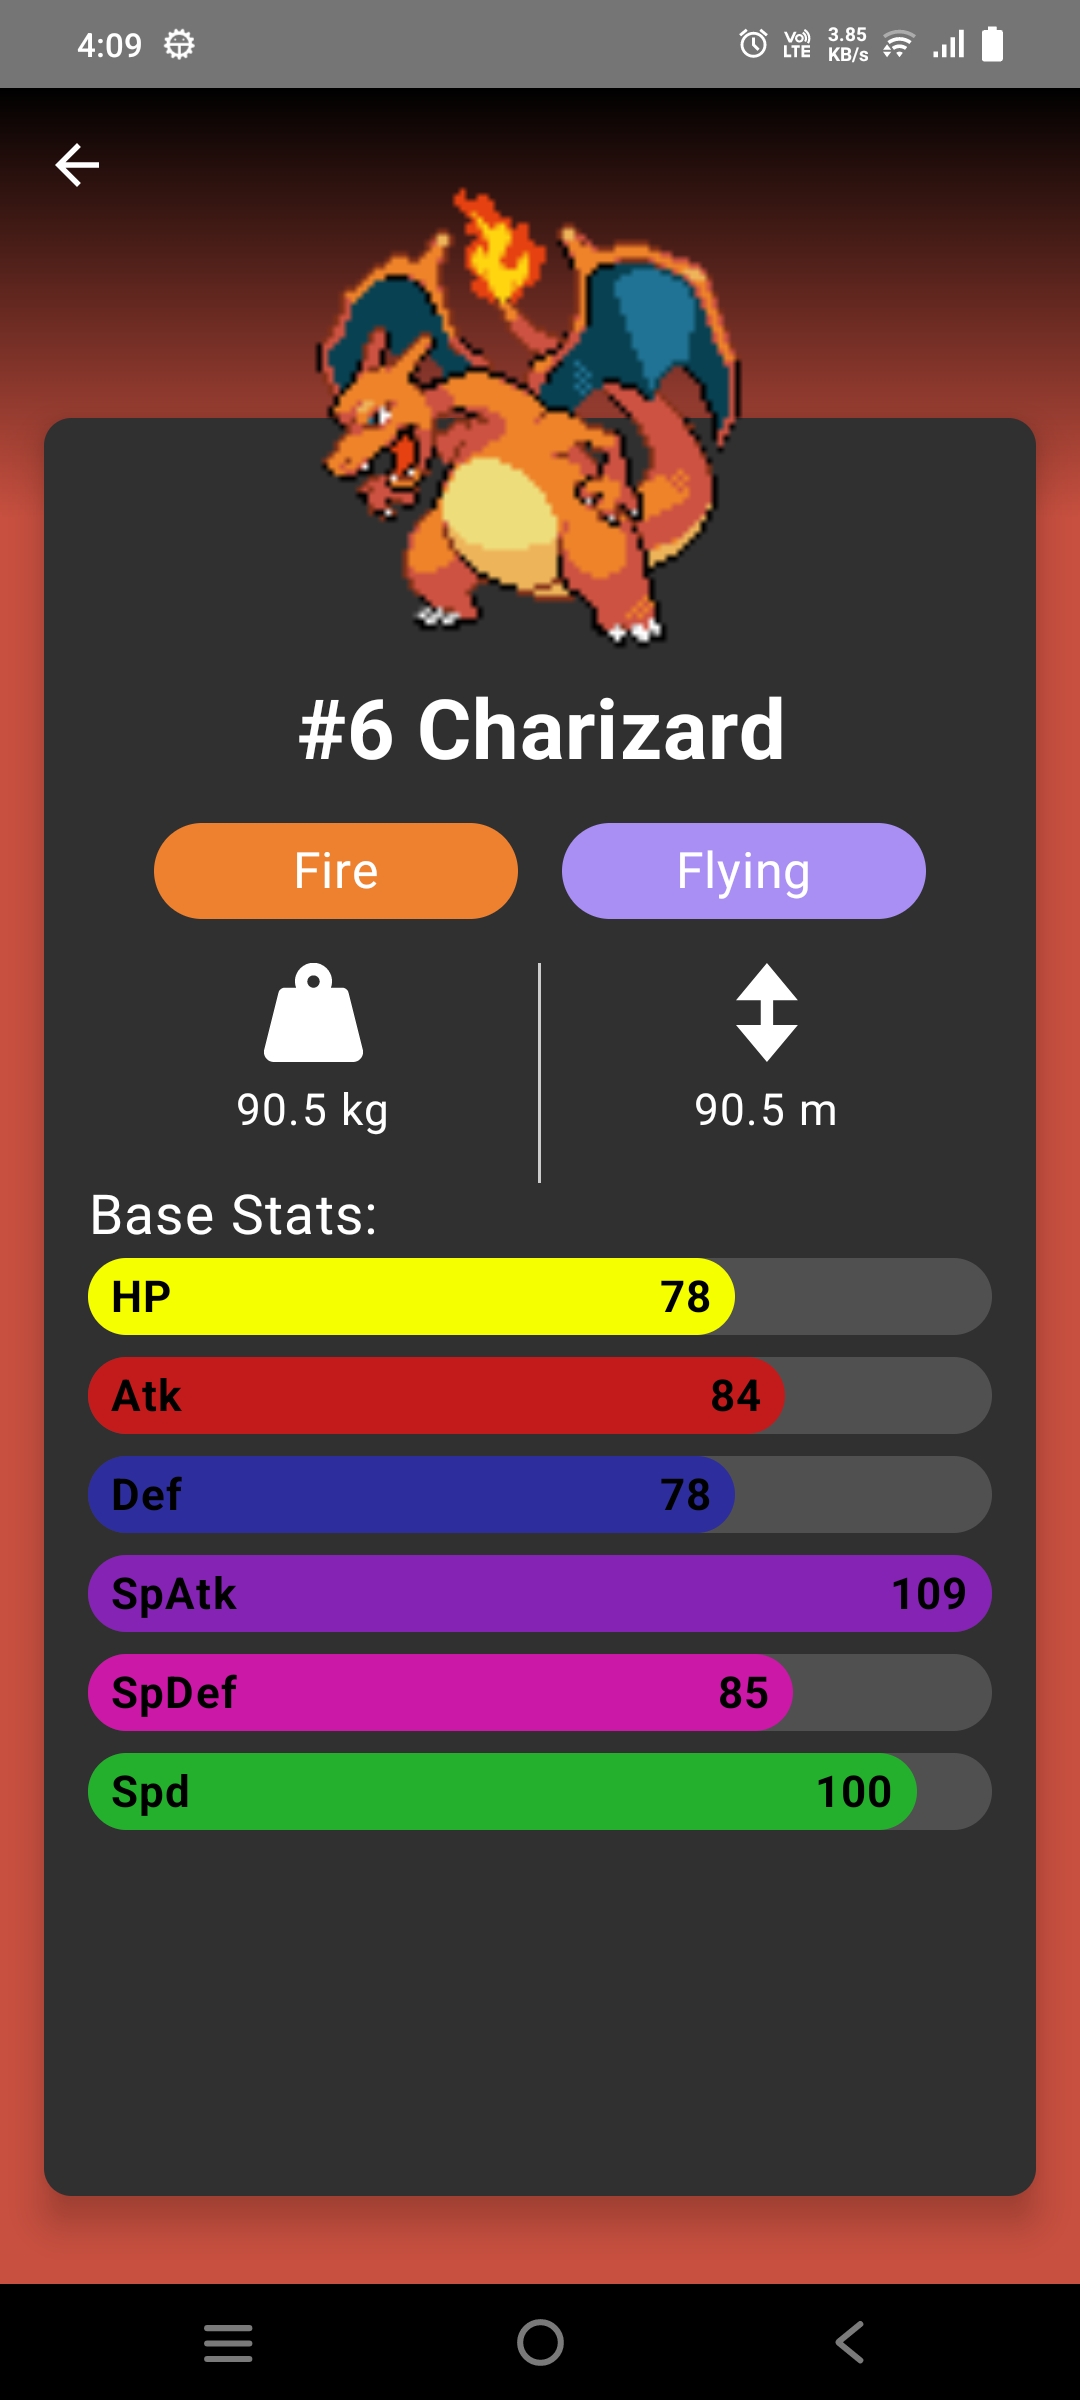 4:09 Vo)) LTE 3.85 KB/s
#6 Charizard
Fire Flying
90.5 kg 90.5 m
Base Stats:
HP 78
Atk 84
Def 78
SpAtk 109
SpDef 85
Spd 100